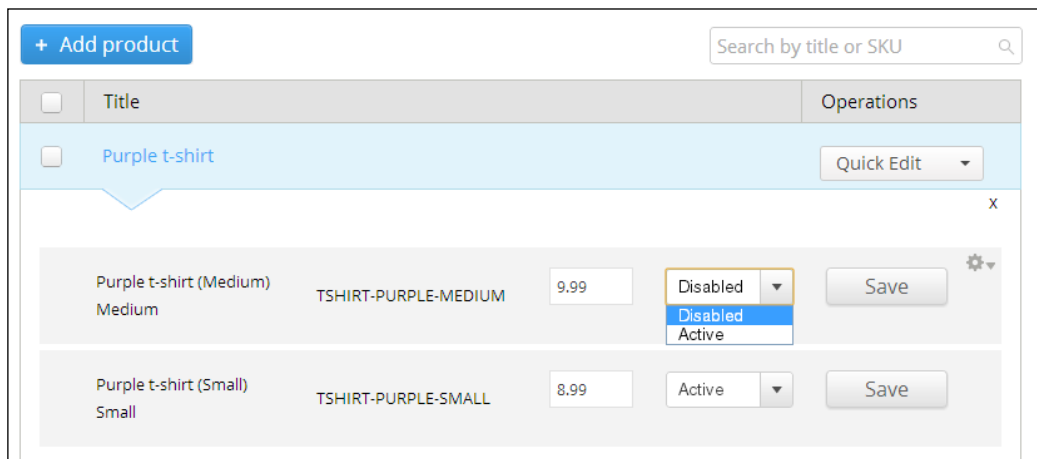 + Add product
Search by title or SKU
Title Operations
Purple t-shirt Quick Edit
x
Purple t-shirt (Medium) TSHIRT-PURPLE-MEDIUM 9.99 Disabled Save
Medium
Disabled
Active
Purple t-shirt (Small) TSHIRT-PURPLE-SMALL 8.99 Active Save
Small